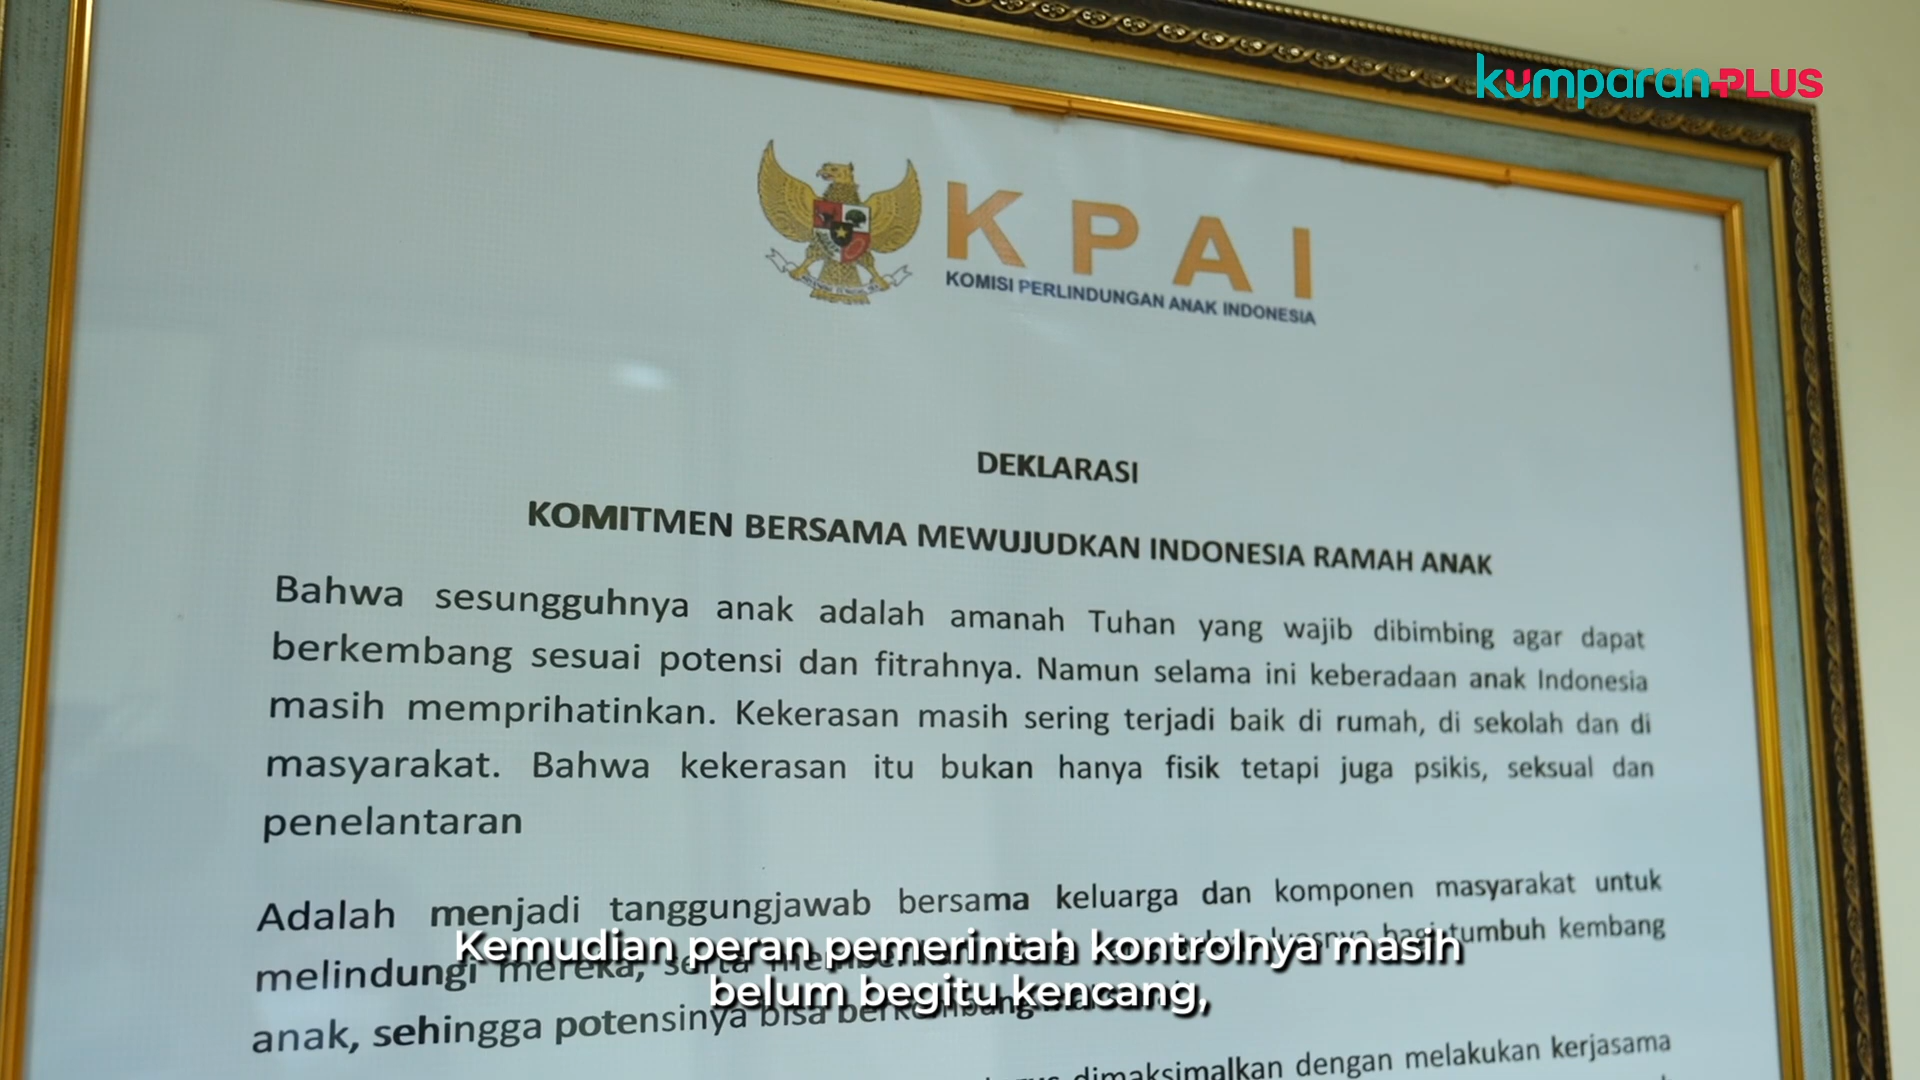 kumparanPLUS
KPAI
KOMISI PERLINDUNGAN ANAK INDONESIA
DEKLARASI
KOMITMEN BERSAMA MEWUJUDKAN INDONESIA RAMAH ANAK
Bahwa sesungguhnya anak adalah amanah Tuhan yang wajib dibimbing agar dapat
berkembang sesuai potensi dan fitrahnya. Namun selama ini keberadaan anak Indonesia
masih memprihatinkan. Kekerasan masih sering terjadi baik di rumah, di sekolah dan di
masyarakat. Bahwa kekerasan itu bukan hanya fisik tetapi juga psikis, seksual dan
penelantaran
Adalah menjadi tanggungjawab bersama keluarga dan komponen masyarakat untuk
melindungi mereka, serta tumbuh kembang
anak, sehingga potensinya bisa
dimaksimalkan dengan melakukan kerjasama
Kemudian peran pemerintah kontrolnya masih
belum begitu kencang,